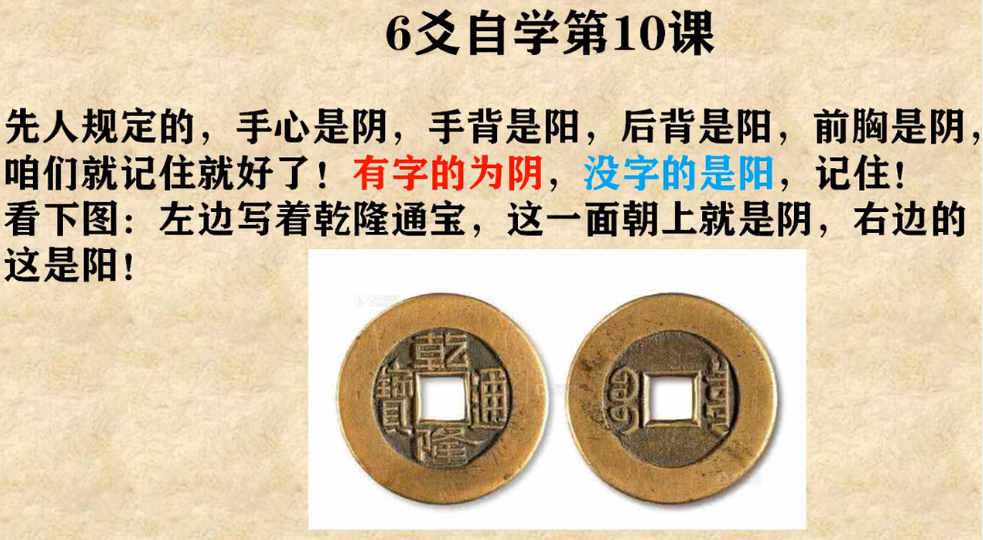 6爻自学第10课
先人规定的，手心是阴，手背是阳，后背是阳，前胸是阴，
咱们就记住就好了！有字的为阴，没字的是阳，记住！
看下图：左边写着乾隆通宝，这一面朝上就是阴，右边的
这是阳！
乾
寳 通
隆